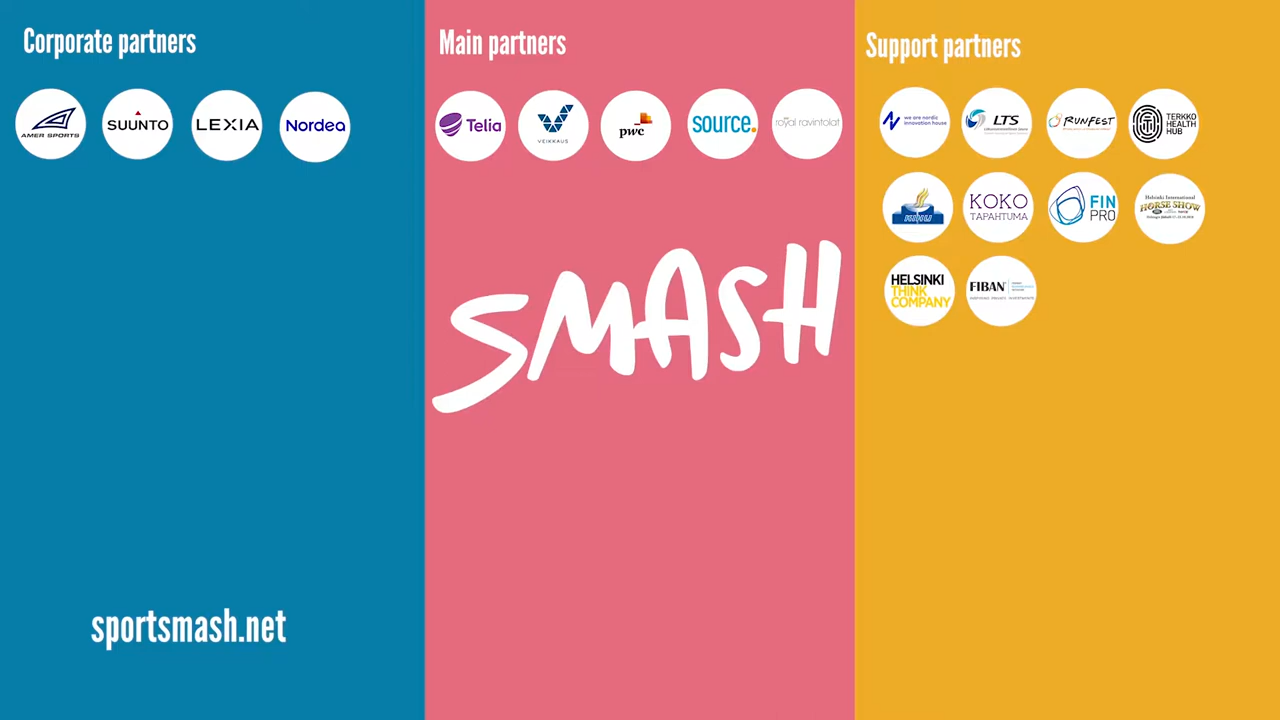 Corporate partners
AMER SPORTS
SUUNTO
LEXIA
Nordea
Main partners
Telia
VEIKKAUS
pwc
source.
royal ravintolat
SMASH
Support partners
we are nordic
innovation house
LTS
RUNFEST
TERKKO
HEALTH
HUB
KOKO
TAPAHTUMA
FIN
PRO
Helsinki International
HORSE SHOW
HELSINKI
THINK
COMPANY
FIBAN
sportsmash.net